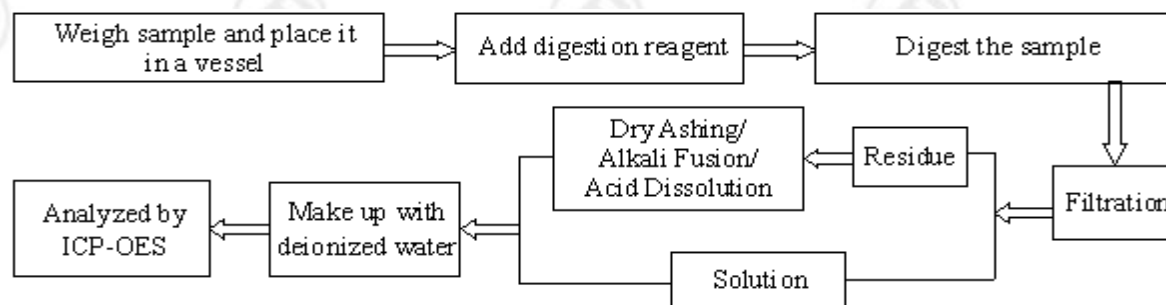 Weigh sample and place it
in a vessel
Add digestion reagent
Digest the sample
Filtration
Residue
Dry Ashing/
Alkali Fusion/
Acid Dissolution
Solution
Make up with
deionized water
Analyzed by
ICP-OES